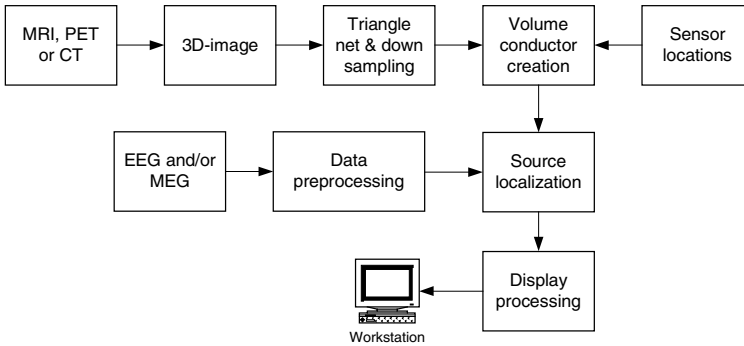 MRI, PET
or CT
3D-image
Triangle
net & down
sampling
Volume
conductor
creation
Sensor
locations
EEG and/or
MEG
Data
preprocessing
Source
localization
Display
processing
Workstation